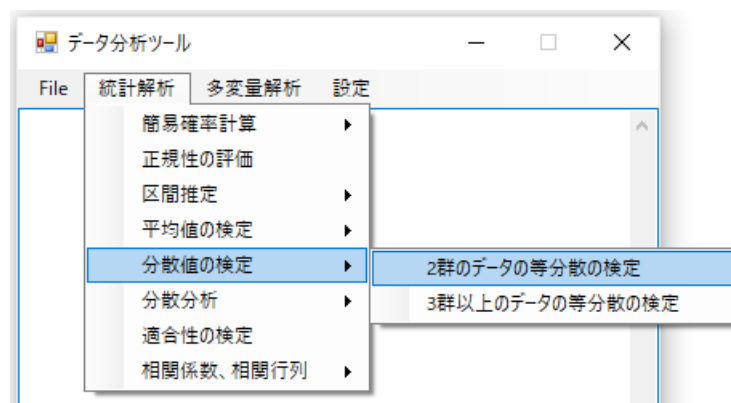 データ分析ツール
File 統計解析 多変量解析 設定
簡易確率計算
正規性の評価
区間推定
平均値の検定
分散値の検定
2群のデータの等分散の検定
分散分析
3群以上のデータの等分散の検定
適合性の検定
相関係数、相関行列